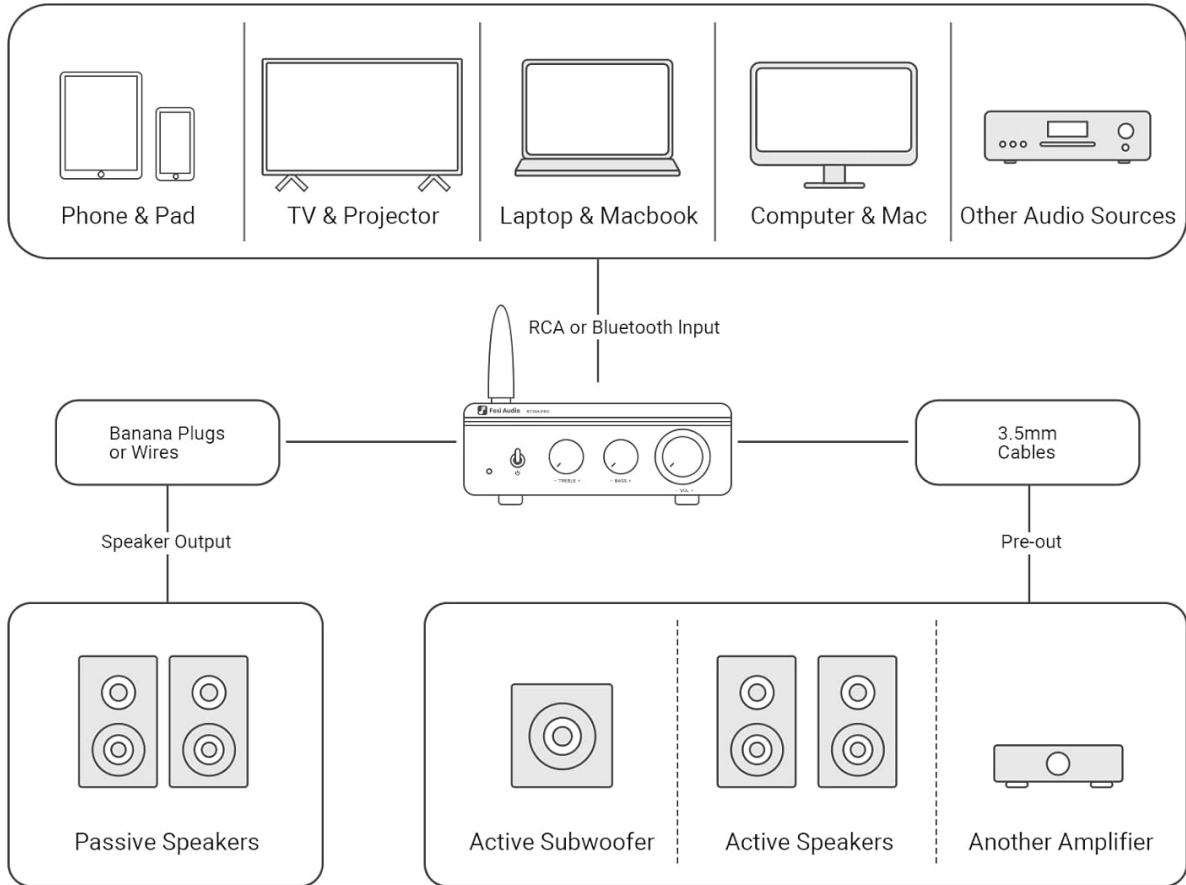 Phone & Pad
TV & Projector
Laptop & Macbook
Computer & Mac
Other Audio Sources
RCA or Bluetooth Input
Fosi Audio
BT30A PRO
- TREBLE +
- BASS +
- VOL +
Banana Plugs
or Wires
3.5mm
Cables
Speaker Output
Pre-out
Passive Speakers
Active Subwoofer
Active Speakers
Another Amplifier